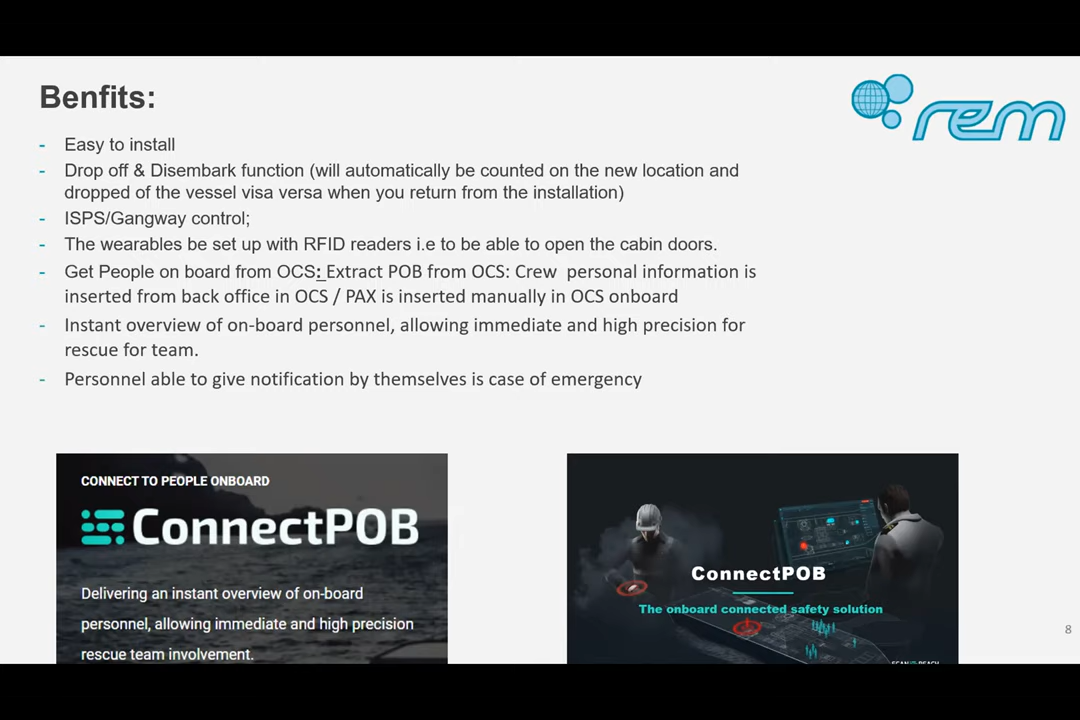 Benfits:
rem
- Easy to install
- Drop off & Disembark function (will automatically be counted on the new location and
dropped of the vessel visa versa when you return from the installation)
- ISPS/Gangway control;
- The wearables be set up with RFID readers i.e to be able to open the cabin doors.
- Get People on board from OCS: Extract POB from OCS: Crew personal information is
inserted from back office in OCS / PAX is inserted manually in OCS onboard
- Instant overview of on-board personnel, allowing immediate and high precision for
rescue for team.
- Personnel able to give notification by themselves is case of emergency
CONNECT TO PEOPLE ONBOARD
ConnectPOB
Delivering an instant overview of on-board
personnel, allowing immediate and high precision
rescue team involvement.
ConnectPOB
The onboard connected safety solution
SCAN REACH
8